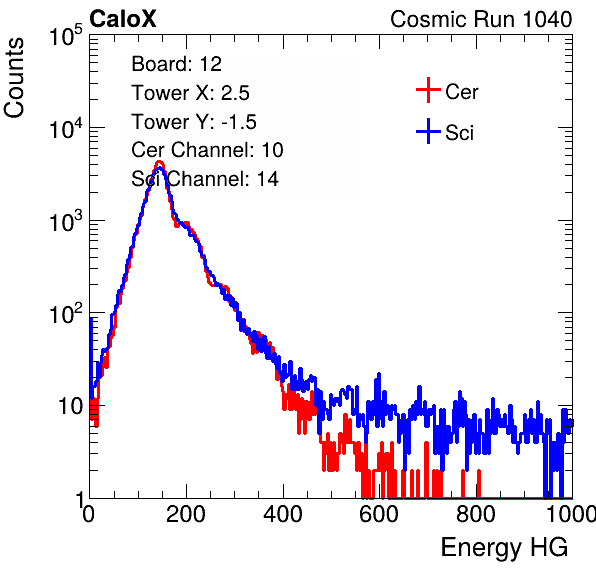 CaloX Cosmic Run 1040
Counts
Board: 12
Tower X: 2.5
Tower Y: -1.5
Cer Channel: 10
Sci Channel: 14
Cer
Sci
10^5
10^4
10^3
10^2
10
1
0 200 400 600 800 1000
Energy HG